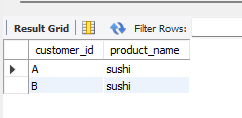 Result Grid Filter Rows:
customer_id product_name
A sushi
B sushi